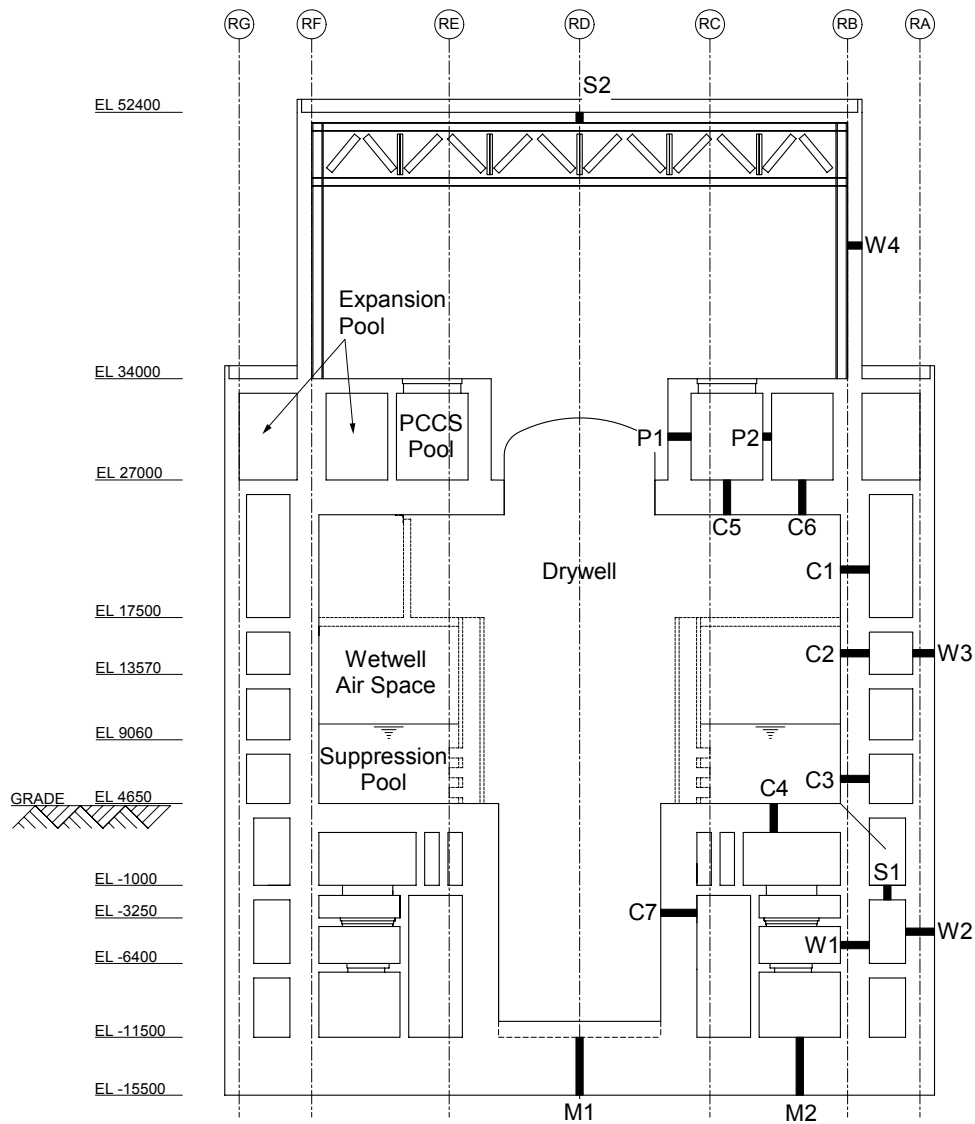 RG RF RE RD RC RB RA
S2
EL 52400
W4
Expansion
Pool
EL 34000
PCCS
Pool
P1 P2
EL 27000
C5 C6
Drywell
C1
EL 17500
Wetwell
Air Space
C2 W3
EL 13570
EL 9060
Suppression
Pool
C3
C4
GRADE EL 4650
S1
EL -1000
C7
EL -3250
W1 W2
EL -6400
EL -11500
EL -15500
M1 M2